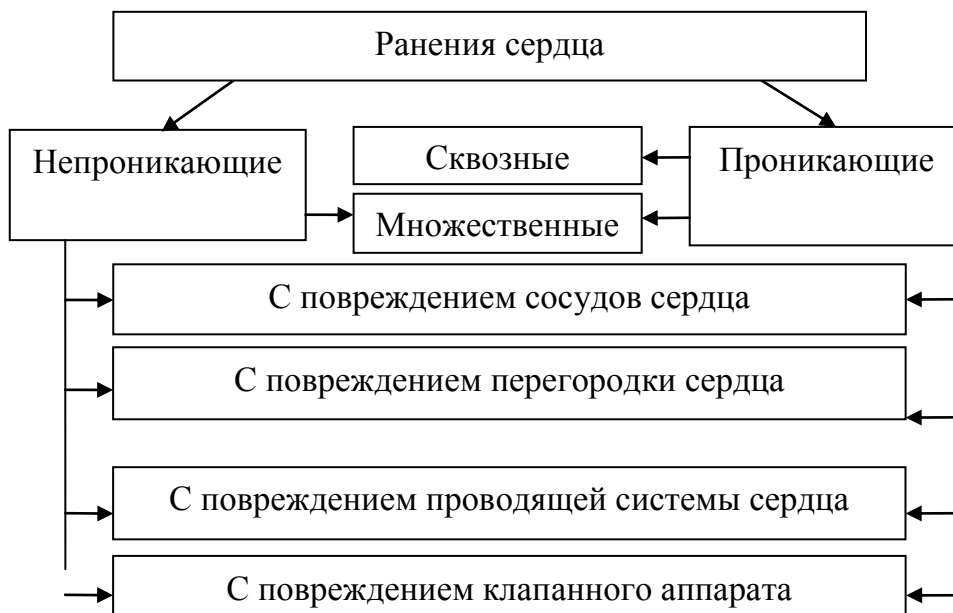 Ранения сердца
Непроникающие
Сквозные
Проникающие
Множественные
С повреждением сосудов сердца
С повреждением перегородки сердца
С повреждением проводящей системы сердца
С повреждением клапанного аппарата